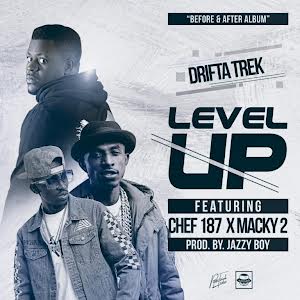 "BEFORE & AFTER ALBUM"
DRIFTA TREK
LEVEL
UP
FEATURING
CHEF 187 X MACKY 2
PROD. BY. JAZZY BOY